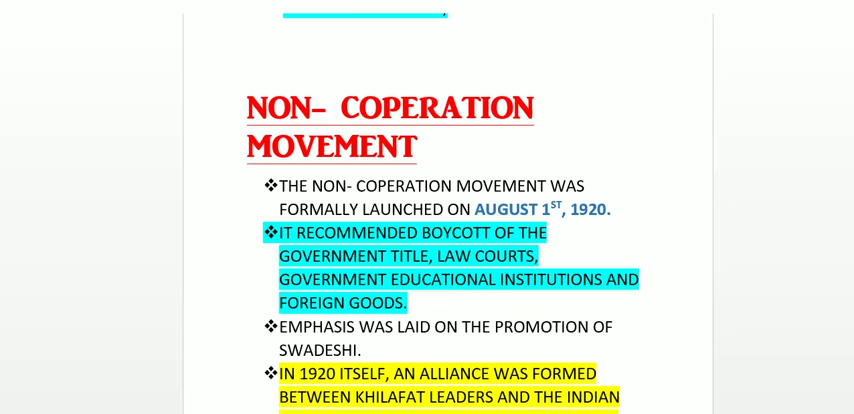 NON- COPERATION
MOVEMENT
❖THE NON- COPERATION MOVEMENT WAS
FORMALLY LAUNCHED ON AUGUST 1ST, 1920.
❖IT RECOMMENDED BOYCOTT OF THE
GOVERNMENT TITLE, LAW COURTS,
GOVERNMENT EDUCATIONAL INSTITUTIONS AND
FOREIGN GOODS.
❖EMPHASIS WAS LAID ON THE PROMOTION OF
SWADESHI.
❖IN 1920 ITSELF, AN ALLIANCE WAS FORMED
BETWEEN KHILAFAT LEADERS AND THE INDIAN